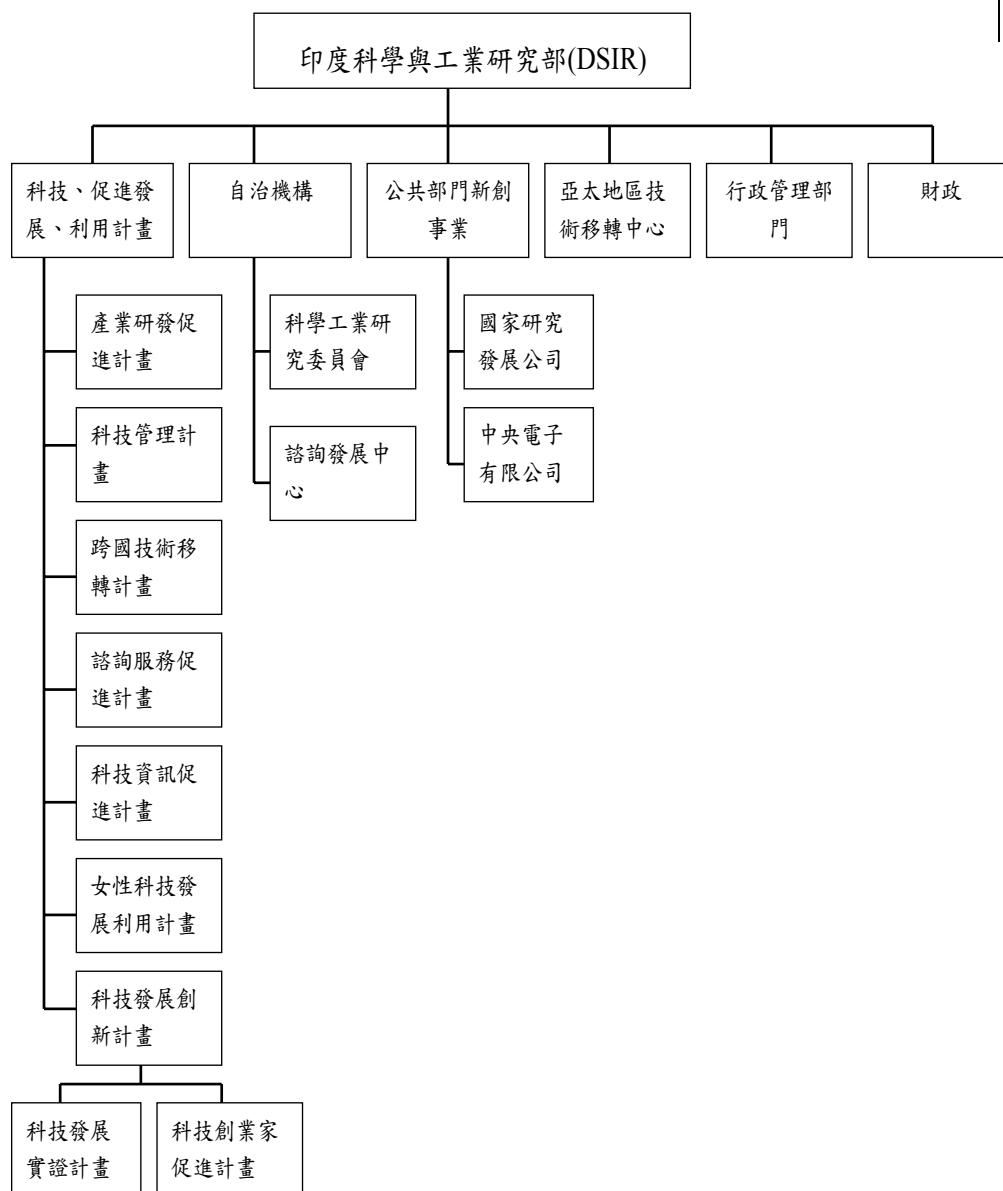 印度科學與工業研究部(DSIR)
科技、促進發
展、利用計畫
自治機構
公共部門新創
事業
亞太地區技
術移轉中心
行政管理部
門
財政
產業研發促
進計畫
科技管理計
畫
跨國技術移
轉計畫
諮詢服務促
進計畫
科技資訊促
進計畫
女性科技發
展利用計畫
科技發展創
新計畫
科技發展
實證計畫
科技創業家
促進計畫
科學工業研
究委員會
諮詢發展中
心
國家研究
發展公司
中央電子
有限公司